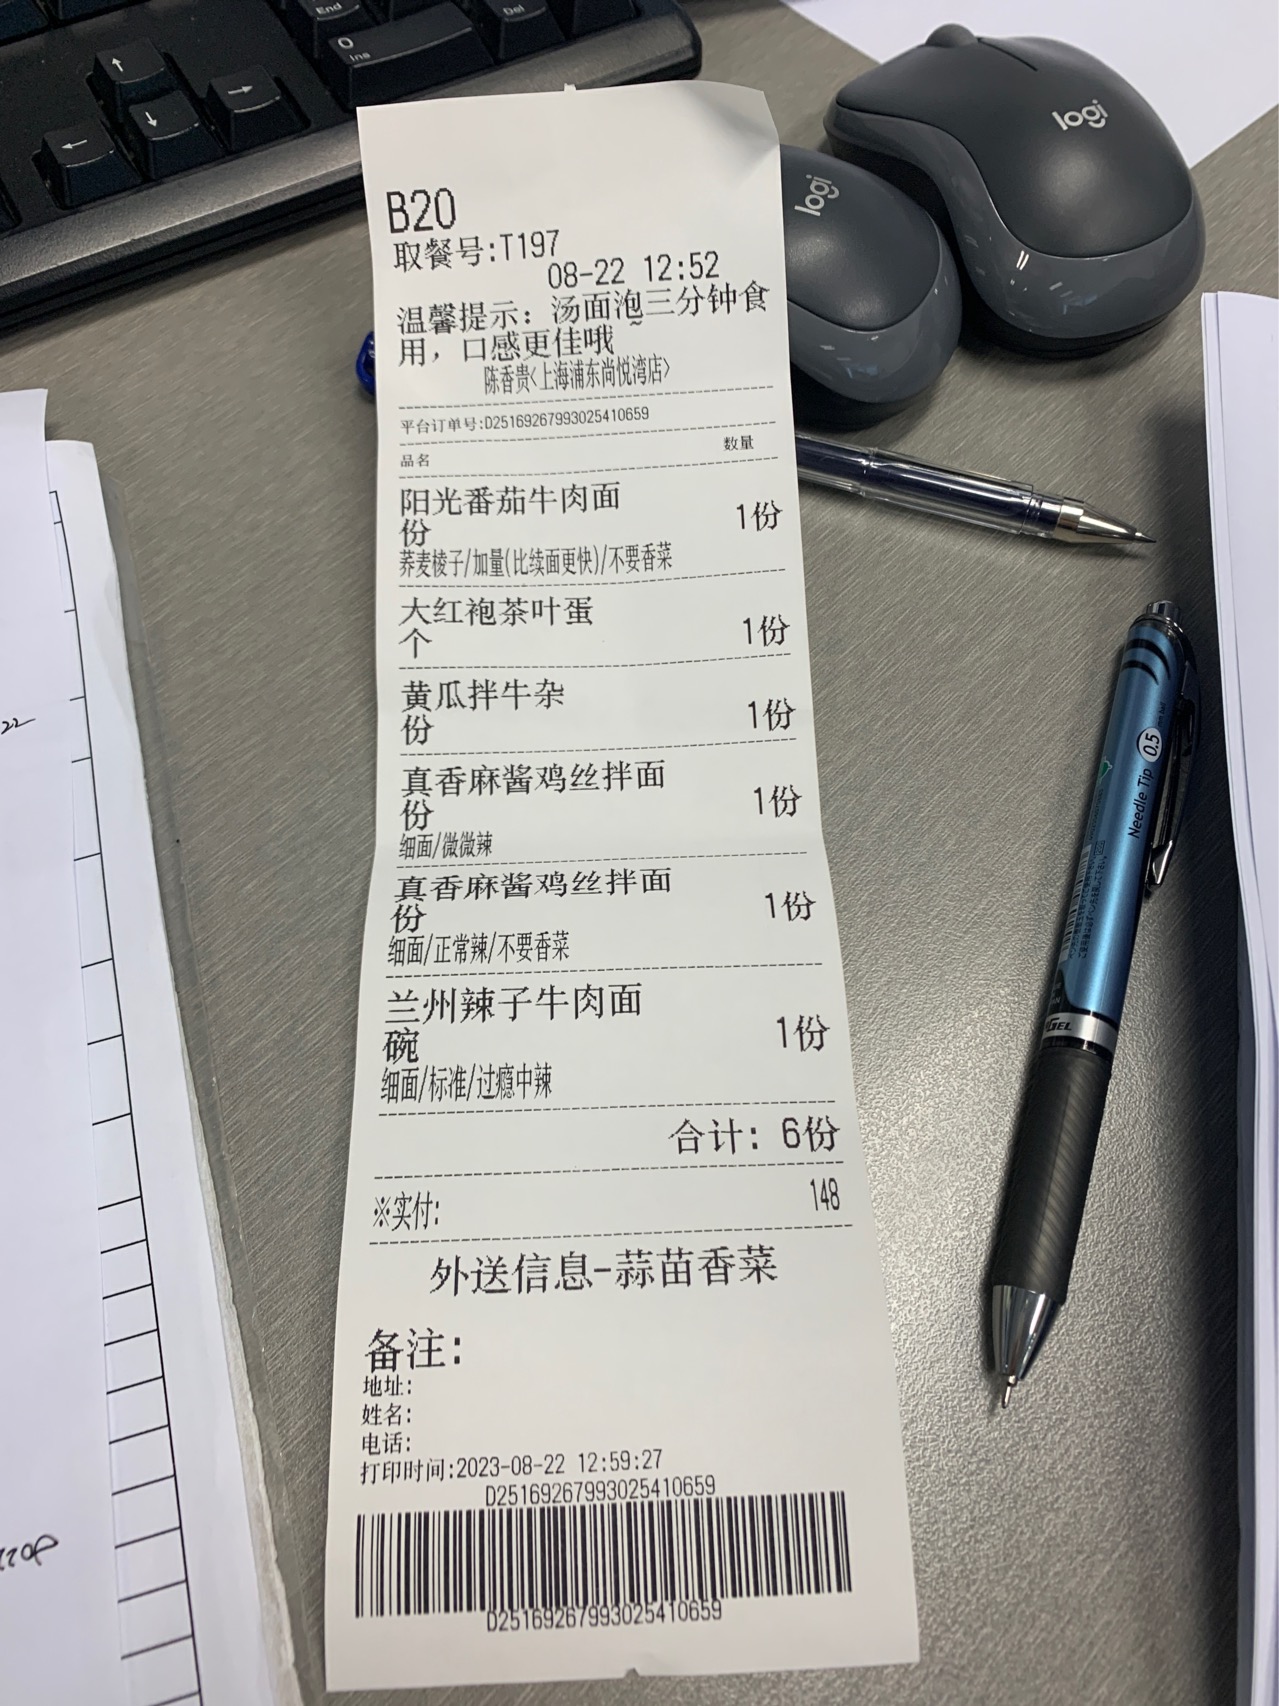 End
Del
0
Ins
↑
←
↓
→
logi
logi
B20
取餐号:T197
08-22 12:52
温馨提示：汤面泡三分钟食
用，口感更佳哦
陈香贵<上海浦东尚悦湾店>
平台订单号:D25169267993025410659
品名 数量
阳光番茄牛肉面
份 1份
荞麦棱子/加量(比续面更快)/不要香菜
大红袍茶叶蛋
个 1份
黄瓜拌牛杂
份 1份
真香麻酱鸡丝拌面
份 1份
细面/微微辣
真香麻酱鸡丝拌面
份 1份
细面/正常辣/不要香菜
兰州辣子牛肉面
碗 1份
细面/标准/过瘾中辣
合计: 6份
※实付: 148
外送信息-蒜苗香菜
备注:
地址:
姓名:
电话:
打印时间:2023-08-22 12:59:27
D25169267993025410659
D25169267993025410659
Needle Tip 0.5
22
2208